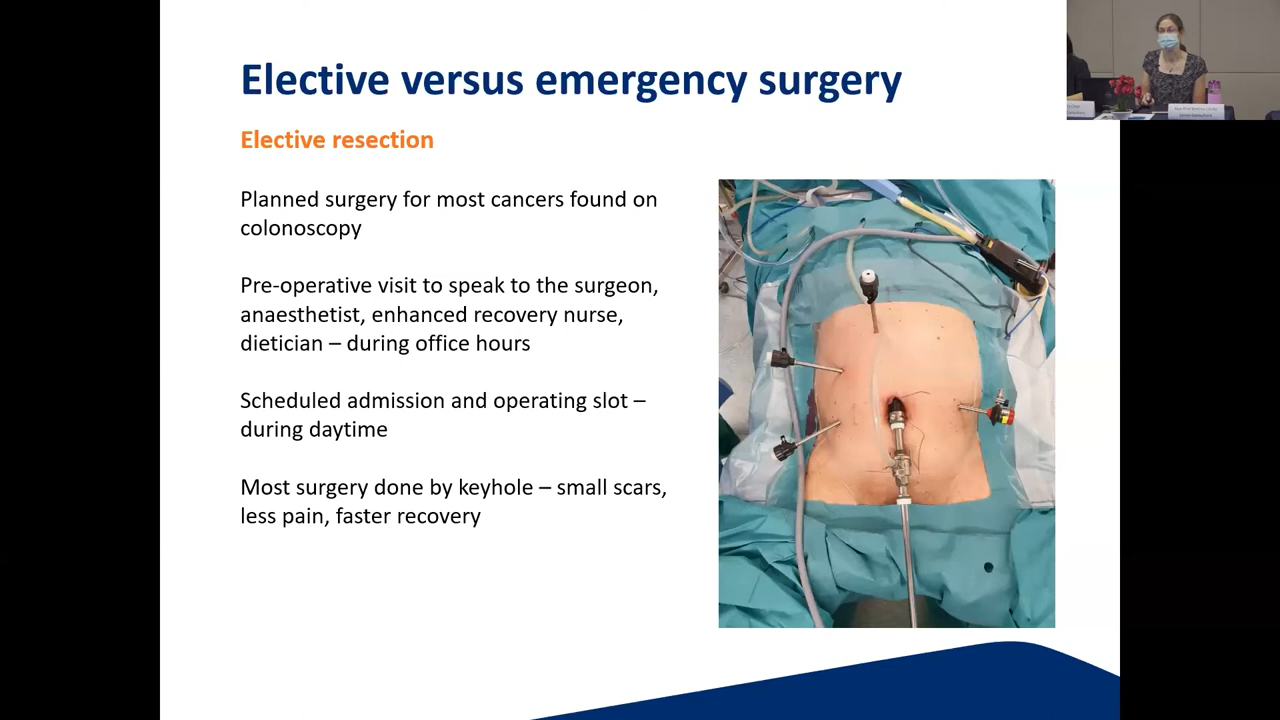 Elective versus emergency surgery
Elective resection
Planned surgery for most cancers found on
colonoscopy
Pre-operative visit to speak to the surgeon,
anaesthetist, enhanced recovery nurse,
dietician – during office hours
Scheduled admission and operating slot –
during daytime
Most surgery done by keyhole – small scars,
less pain, faster recovery